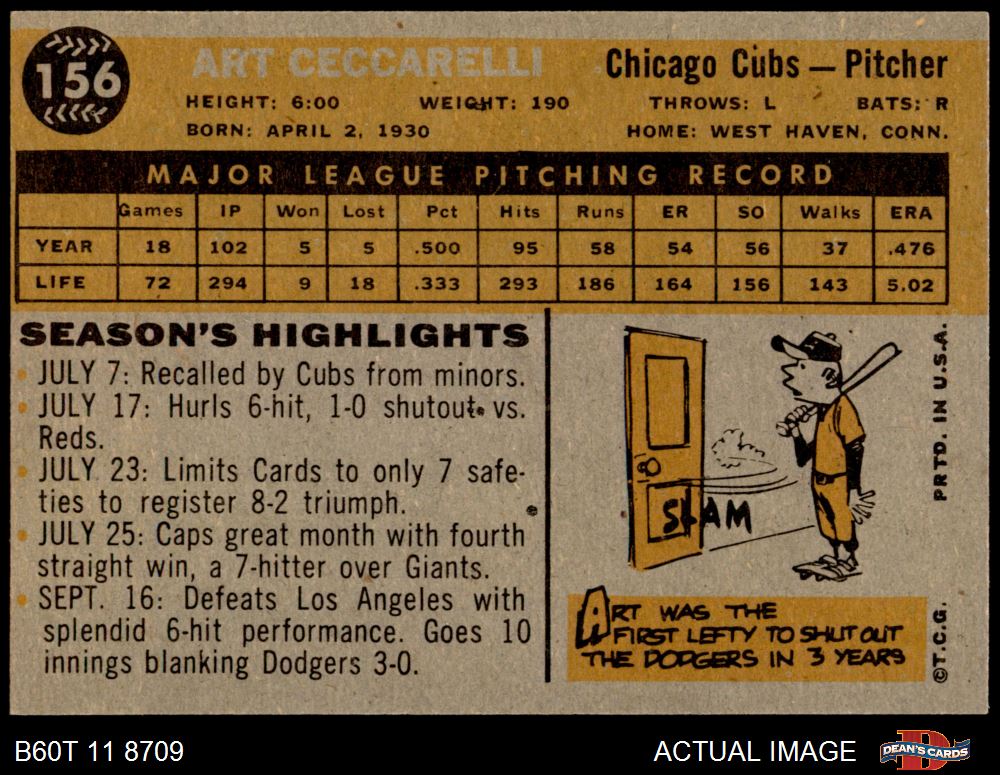 156
ART CECCARELLI
Chicago Cubs — Pitcher
HEIGHT: 6:00 WEIGHT: 190 THROWS: L BATS: R
BORN: APRIL 2, 1930 HOME: WEST HAVEN, CONN.
MAJOR LEAGUE PITCHING RECORD
Games IP Won Lost Pct Hits Runs ER SO Walks ERA
YEAR 18 102 5 5 .500 95 58 54 56 37 .476
LIFE 72 294 9 18 .333 293 186 164 156 143 5.02
SEASON'S HIGHLIGHTS
JULY 7: Recalled by Cubs from minors.
JULY 17: Hurls 6-hit, 1-0 shutout vs.
Reds.
JULY 23: Limits Cards to only 7 safe-
ties to register 8-2 triumph.
JULY 25: Caps great month with fourth
straight win, a 7-hitter over Giants.
SEPT. 16: Defeats Los Angeles with
splendid 6-hit performance. Goes 10
innings blanking Dodgers 3-0.
SLAM
ART WAS THE
FIRST LEFTY TO SHUT OUT
THE DODGERS IN 3 YEARS
©T.C.G. PRTD. IN U.S.A.
B60T 11 8709
ACTUAL IMAGE
DEAN'S CARDS